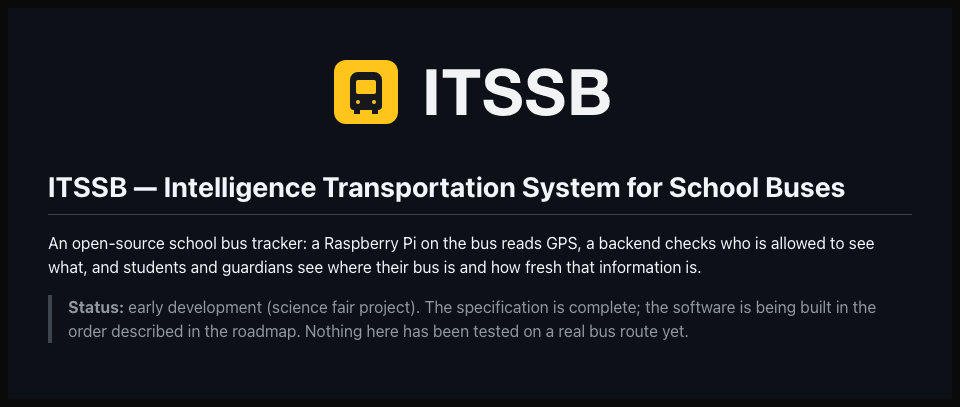 ITSSB
ITSSB — Intelligence Transportation System for School Buses
An open-source school bus tracker: a Raspberry Pi on the bus reads GPS, a backend checks who is allowed to see
what, and students and guardians see where their bus is and how fresh that information is.
Status: early development (science fair project). The specification is complete; the software is being built in the
order described in the roadmap. Nothing here has been tested on a real bus route yet.